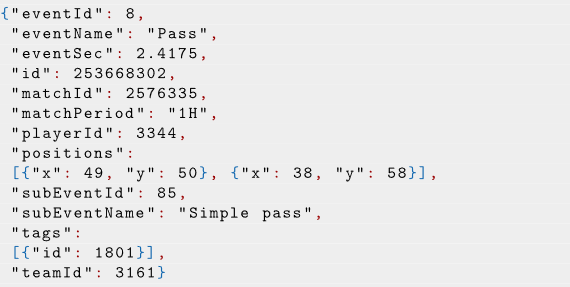 {"eventId": 8,
"eventName": "Pass",
"eventSec": 2.4175,
"id": 253668302,
"matchId": 2576335,
"matchPeriod": "1H",
"playerId": 3344,
"positions":
[{"x": 49, "y": 50}, {"x": 38, "y": 58}],
"subEventId": 85,
"subEventName": "Simple pass",
"tags":
[{"id": 1801}],
"teamId": 3161}